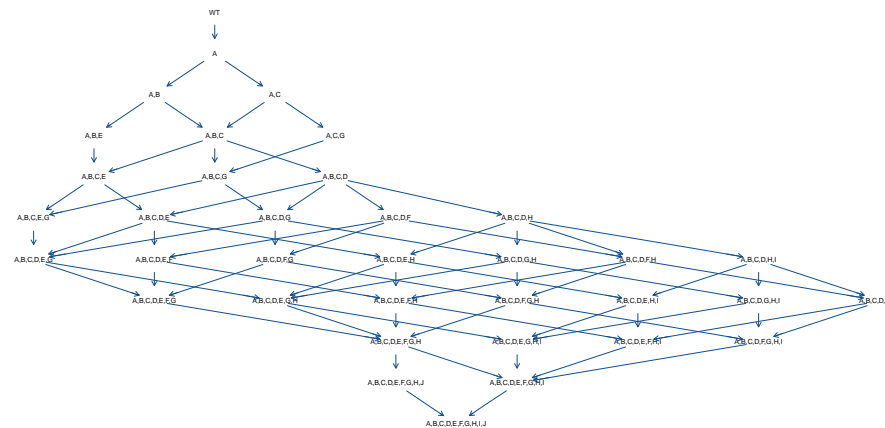 WT
A
A,B
A,C
A,B,E
A,B,C
A,C,G
A,B,C,E
A,B,C,G
A,B,C,D
A,B,C,E,G
A,B,C,D,E
A,B,C,D,G
A,B,C,D,F
A,B,C,D,H
A,B,C,D,E,G
A,B,C,D,E,F
A,B,C,D,F,G
A,B,C,D,E,H
A,B,C,D,G,H
A,B,C,D,F,H
A,B,C,D,H,I
A,B,C,D,E,F,G
A,B,C,D,E,G,H
A,B,C,D,E,F,H
A,B,C,D,F,G,H
A,B,C,D,E,H,I
A,B,C,D,G,H,I
A,B,C,D,
A,B,C,D,E,F,G,H
A,B,C,D,E,G,H,I
A,B,C,D,E,F,H,I
A,B,C,D,F,G,H,I
A,B,C,D,E,F,G,H,J
A,B,C,D,E,F,G,H,I
A,B,C,D,E,F,G,H,I,J